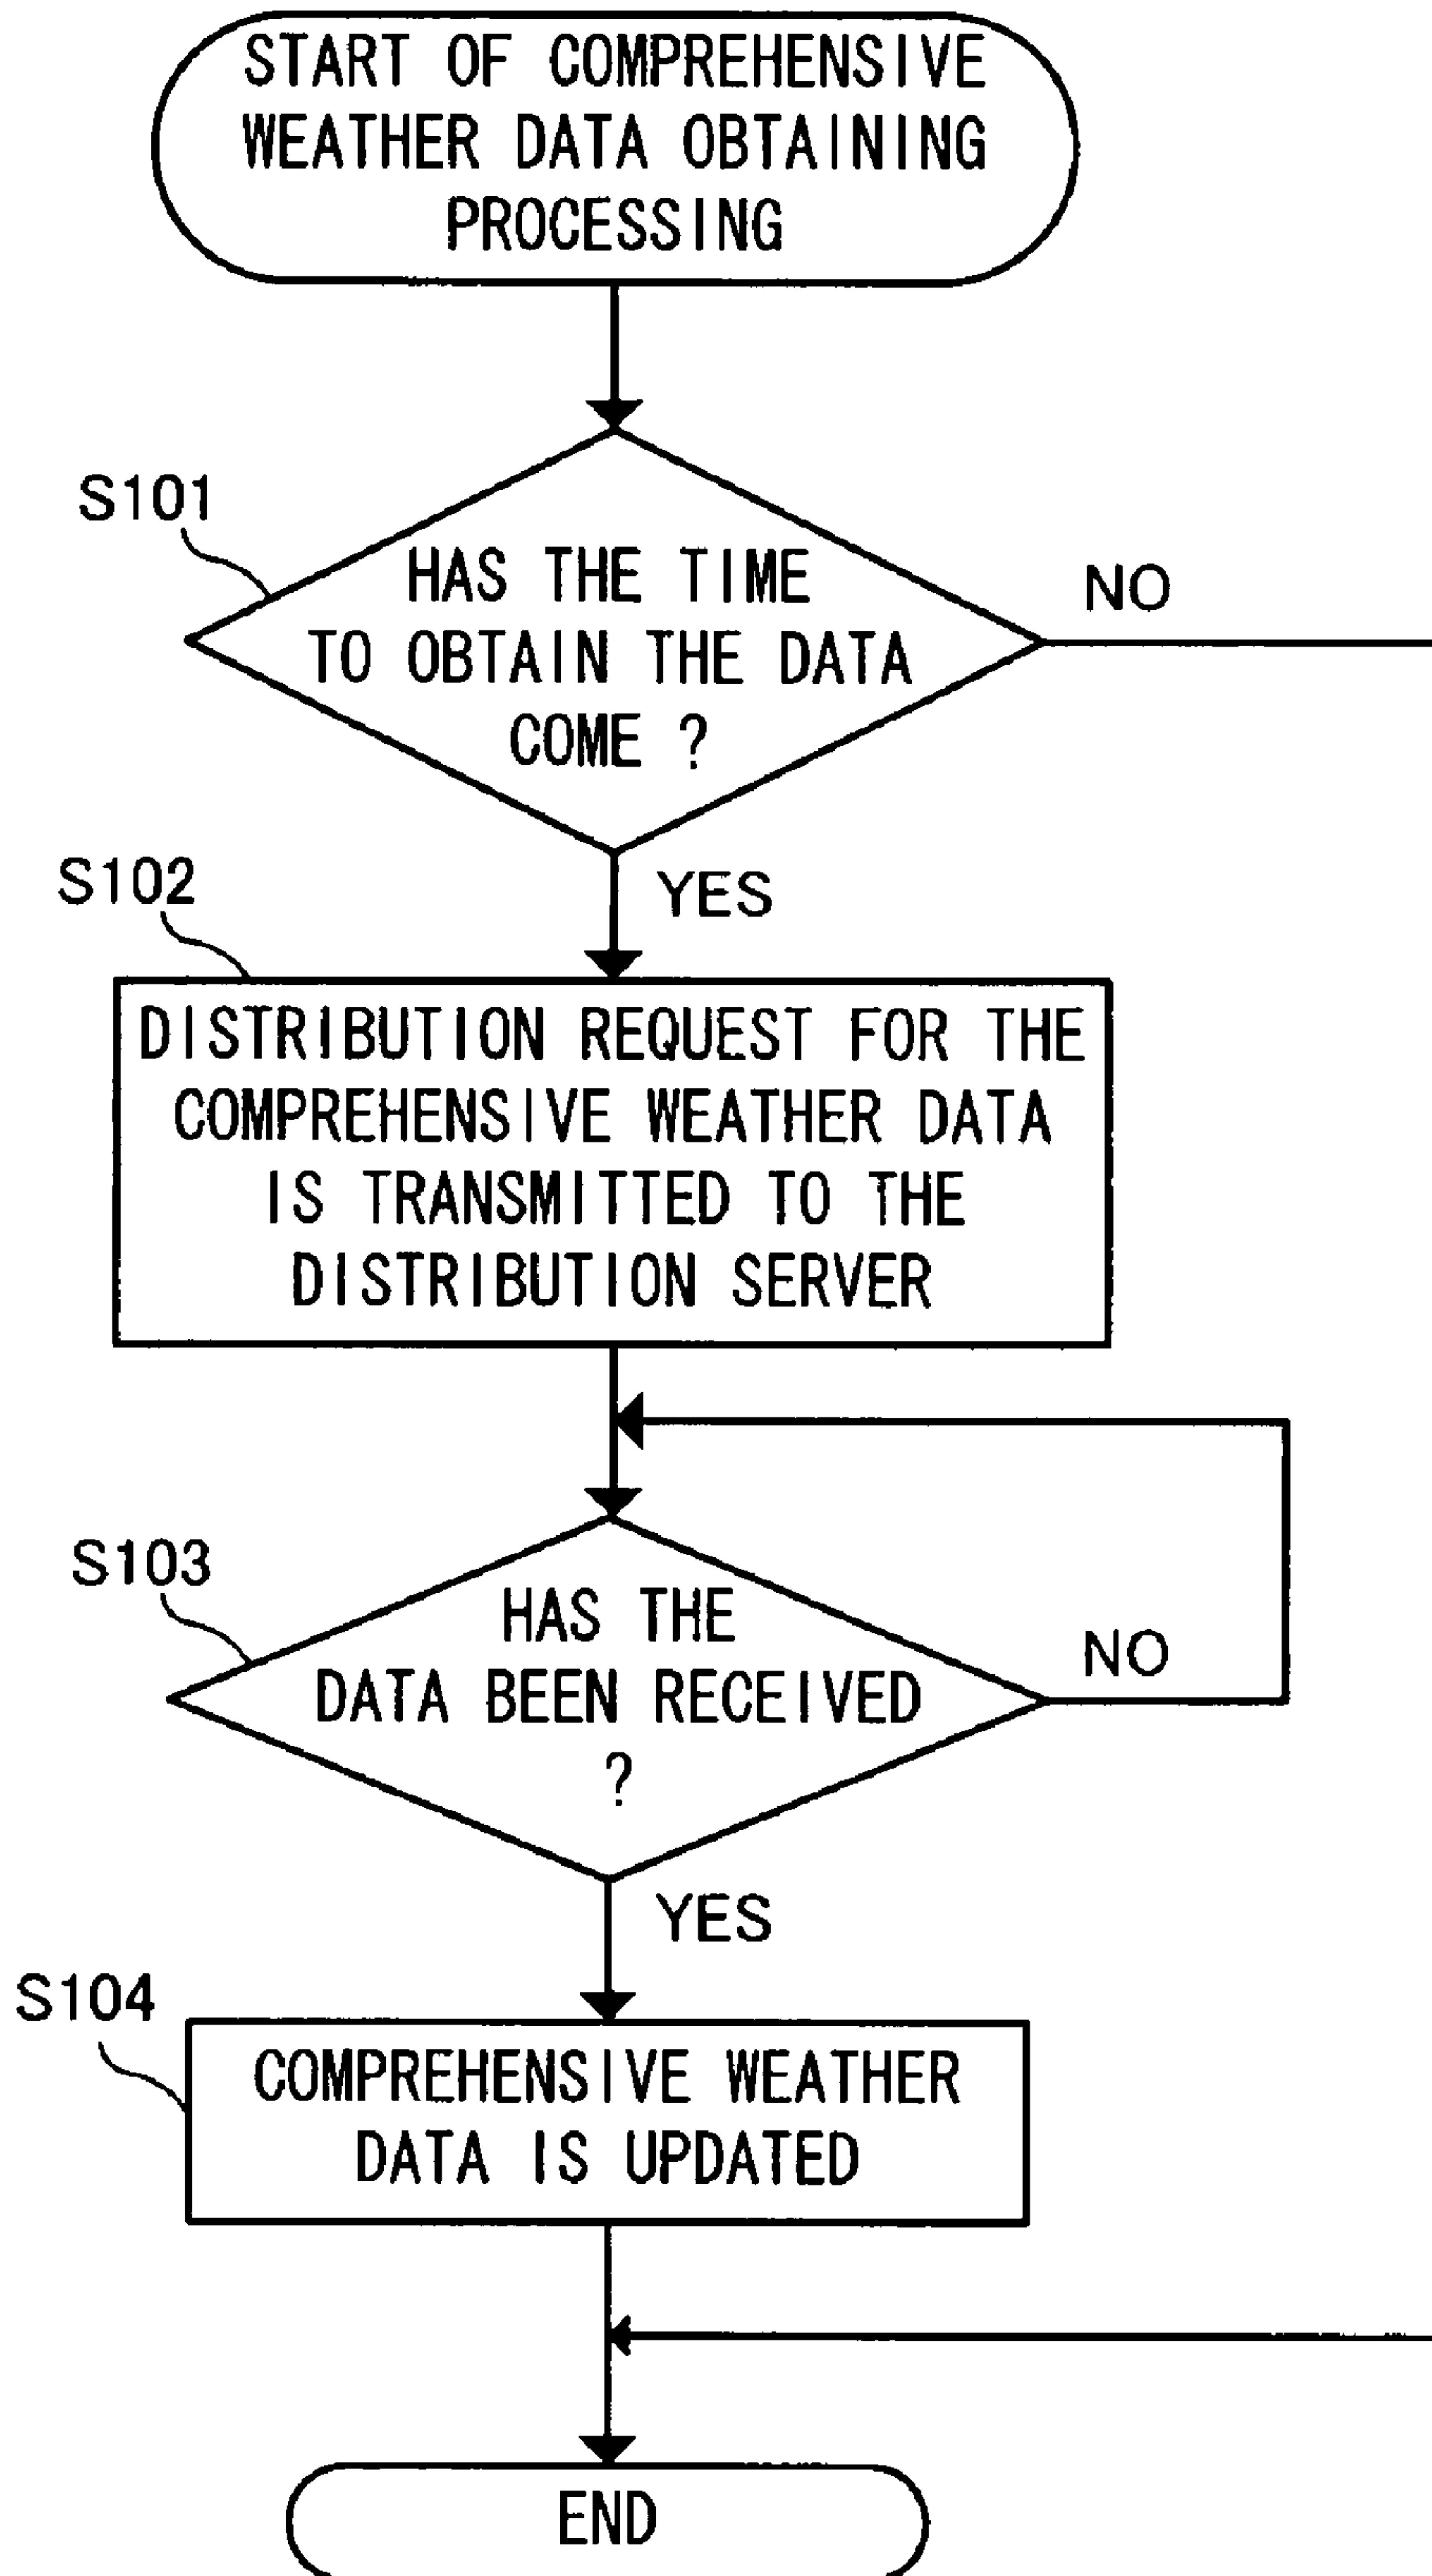 START OF COMPREHENSIVE
WEATHER DATA OBTAINING
PROCESSING
S101
HAS THE TIME
TO OBTAIN THE DATA
COME ?
NO
YES
S102
DISTRIBUTION REQUEST FOR THE
COMPREHENSIVE WEATHER DATA
IS TRANSMITTED TO THE
DISTRIBUTION SERVER
S103
HAS THE
DATA BEEN RECEIVED
?
NO
YES
S104
COMPREHENSIVE WEATHER
DATA IS UPDATED
END